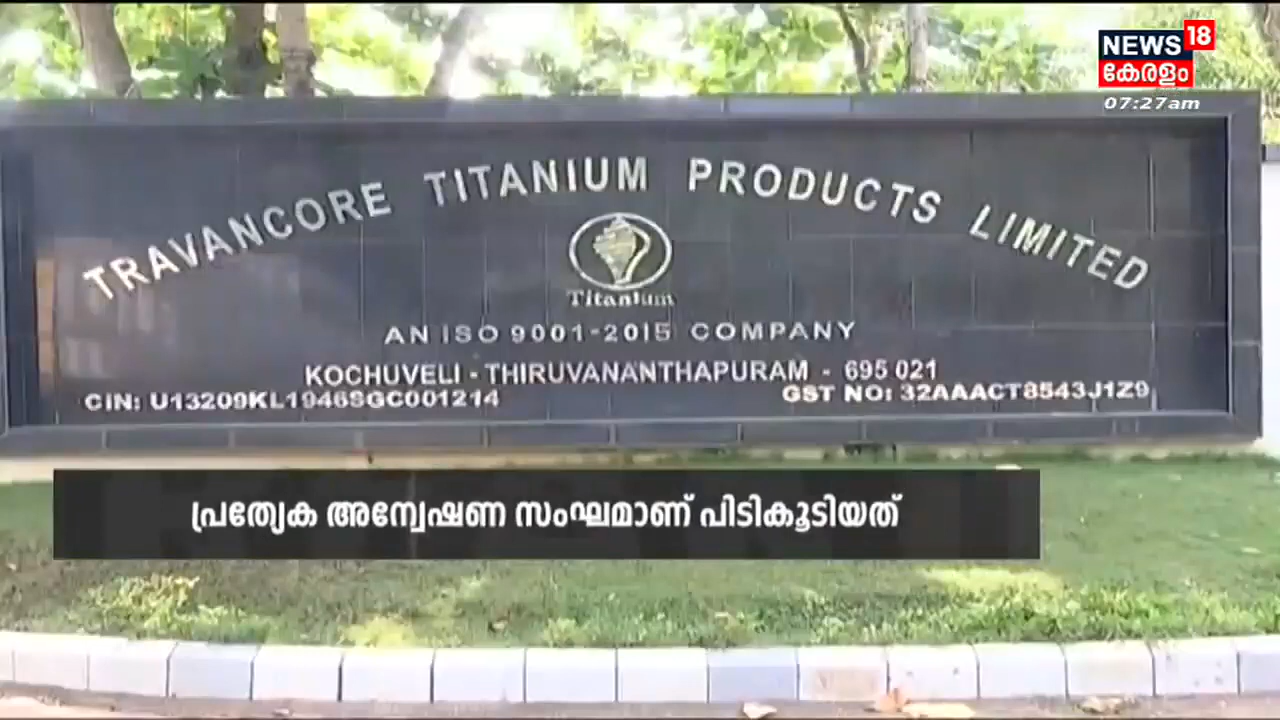 NEWS 18
കേരളം
07:27am
TRAVANCORE TITANIUM PRODUCTS LIMITED
Titanium
AN ISO 9001-2015 COMPANY
KOCHUVELI - THIRUVANANTHAPURAM - 695 021
CIN: U13209KL1946SGC001214
GST NO: 32AAACT8543J1Z9
പ്രത്യേക അന്വേഷണ സംഘമാണ് പിടികൂടിയത്